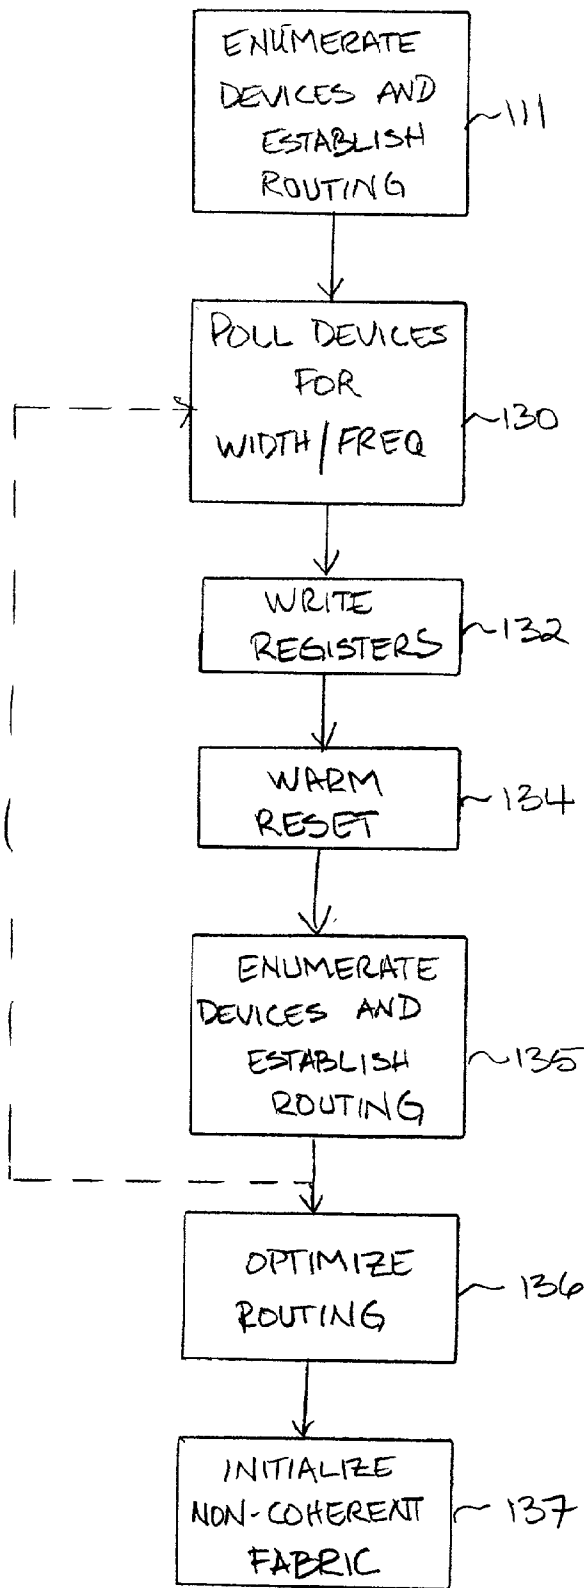 ENUMERATE
DEVICES AND
ESTABLISH
ROUTING
111
POLL DEVICES
FOR
WIDTH/FREQ
130
WRITE
REGISTERS
132
WARM
RESET
134
ENUMERATE
DEVICES AND
ESTABLISH
ROUTING
135
OPTIMIZE
ROUTING
136
INITIALIZE
NON-COHERENT
FABRIC
137